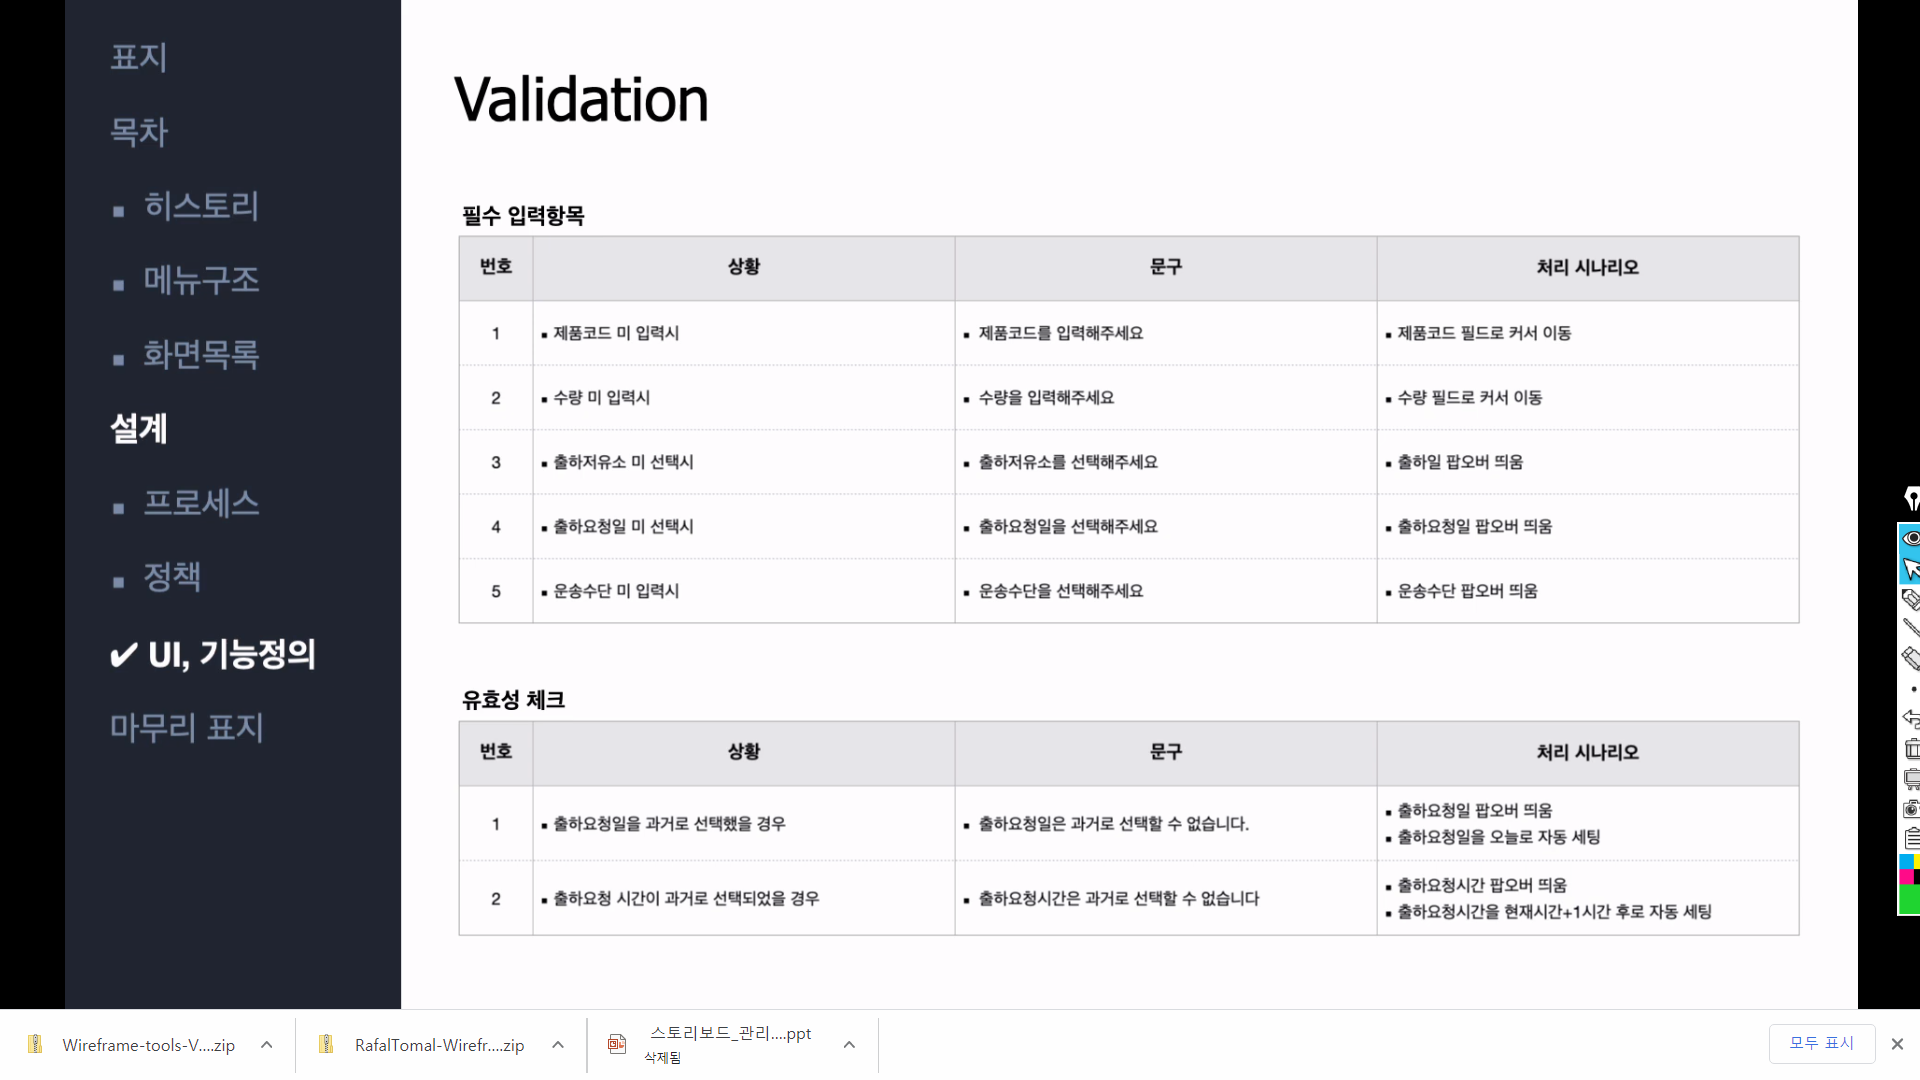 표지
목차
▪ 히스토리
▪ 메뉴구조
▪ 화면목록
설계
▪ 프로세스
▪ 정책
✔ UI, 기능정의
마무리 표지
Validation
필수 입력항목
번호 상황 문구 처리 시나리오
1 ▪ 제품코드 미 입력시 ▪ 제품코드를 입력해주세요 ▪ 제품코드 필드로 커서 이동
2 ▪ 수량 미 입력시 ▪ 수량을 입력해주세요 ▪ 수량 필드로 커서 이동
3 ▪ 출하저유소 미 선택시 ▪ 출하저유소를 선택해주세요 ▪ 출하일 팝오버 띄움
4 ▪ 출하요청일 미 선택시 ▪ 출하요청일을 선택해주세요 ▪ 출하요청일 팝오버 띄움
5 ▪ 운송수단 미 입력시 ▪ 운송수단을 선택해주세요 ▪ 운송수단 팝오버 띄움
유효성 체크
번호 상황 문구 처리 시나리오
1 ▪ 출하요청일을 과거로 선택했을 경우 ▪ 출하요청일은 과거로 선택할 수 없습니다. ▪ 출하요청일 팝오버 띄움
▪ 출하요청일을 오늘로 자동 세팅
2 ▪ 출하요청 시간이 과거로 선택되었을 경우 ▪ 출하요청시간은 과거로 선택할 수 없습니다 ▪ 출하요청시간 팝오버 띄움
▪ 출하요청시간을 현재시간+1시간 후로 자동 세팅
Wireframe-tools-V....zip
RafalTomal-Wirefr....zip
스토리보드_관리....ppt
삭제됨
모두 표시